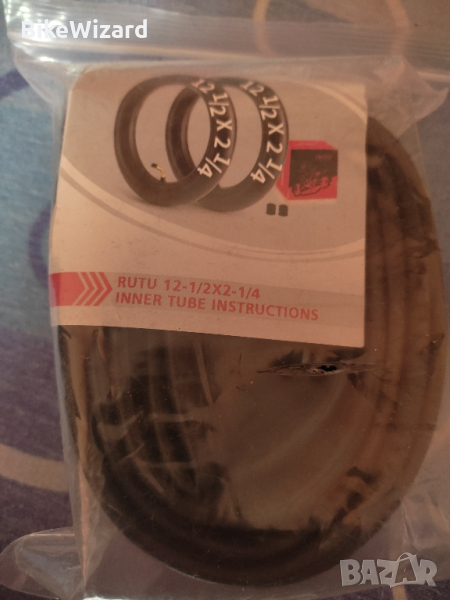 BikeWizard
12 1/2 X 2 1/4
12 1/2 X 2 1/4
RUTU 12-1/2X2-1/4
INNER TUBE INSTRUCTIONS
BAZAR